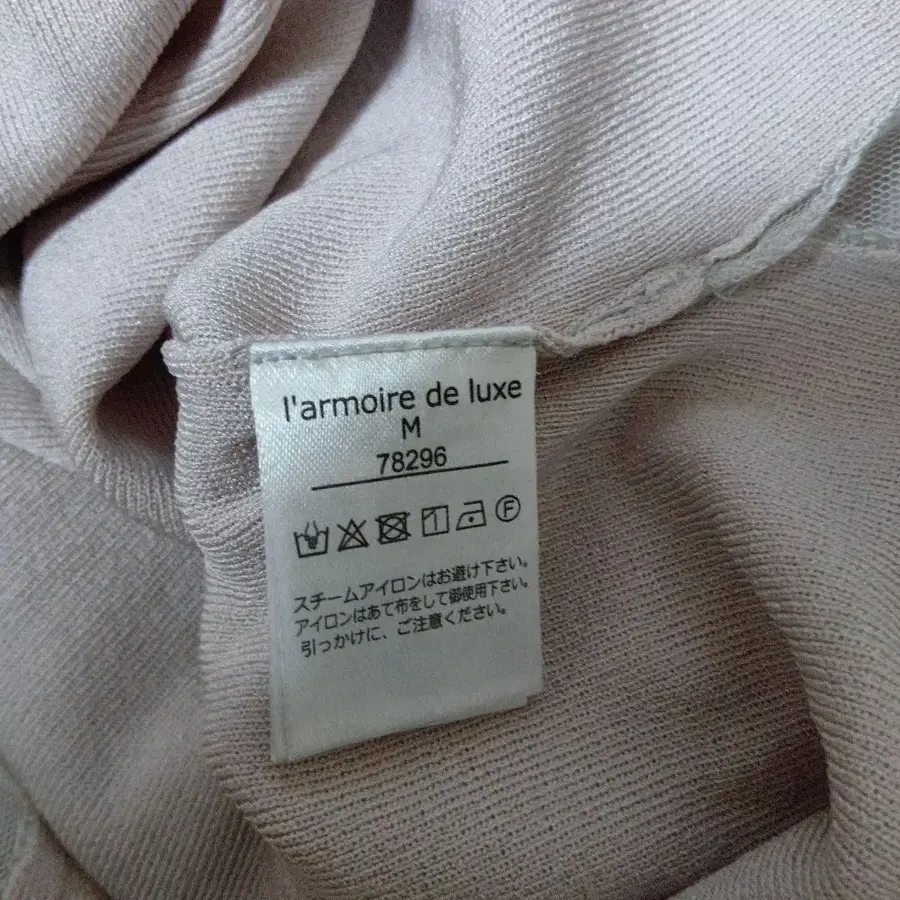 l'armoire de luxe
M
78296
F
スチームアイロンはお避け下さい。
アイロンはあて布をして御使用下さい。
引っかけに、ご注意ください。